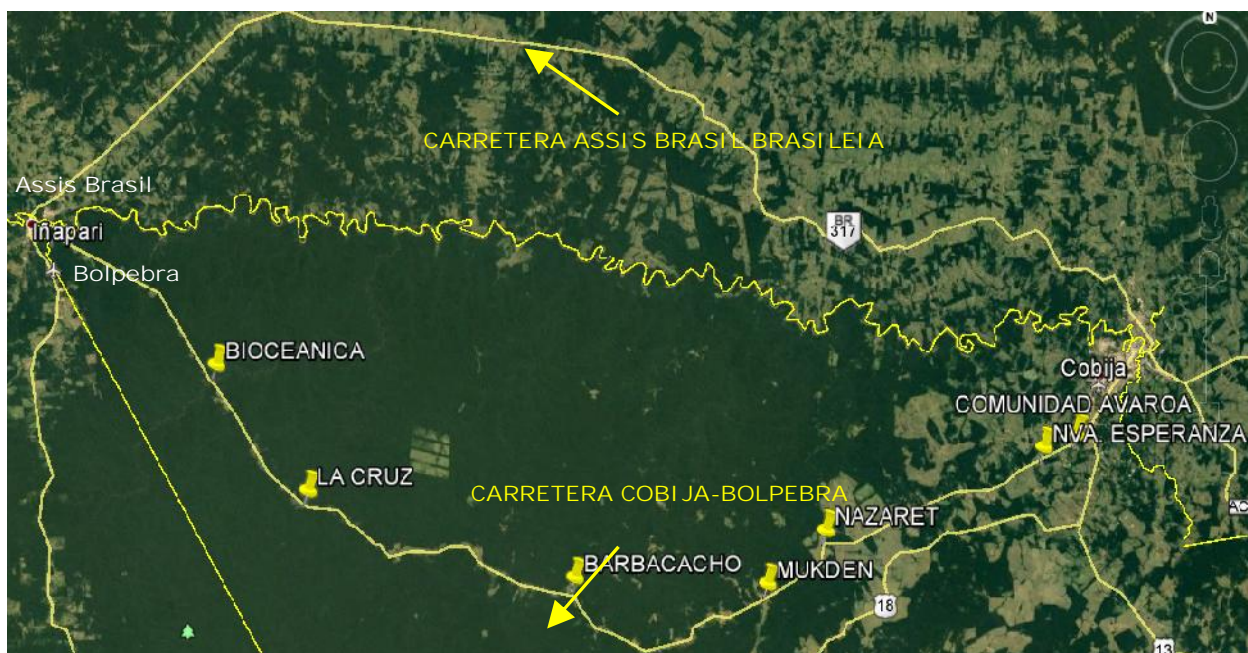 N
CARRETERA ASSIS BRASIL BRASILEIA
Assis Brasil
Iñapari
BR
317
Bolpebra
BIOCEANICA
Cobija
COMUNIDAD AVAROA
NVA. ESPERANZA
LA CRUZ
CARRETERA COBIJA-BOLPEBRA
NAZARET
AC
BARBACACHO
MUKDEN
18
13